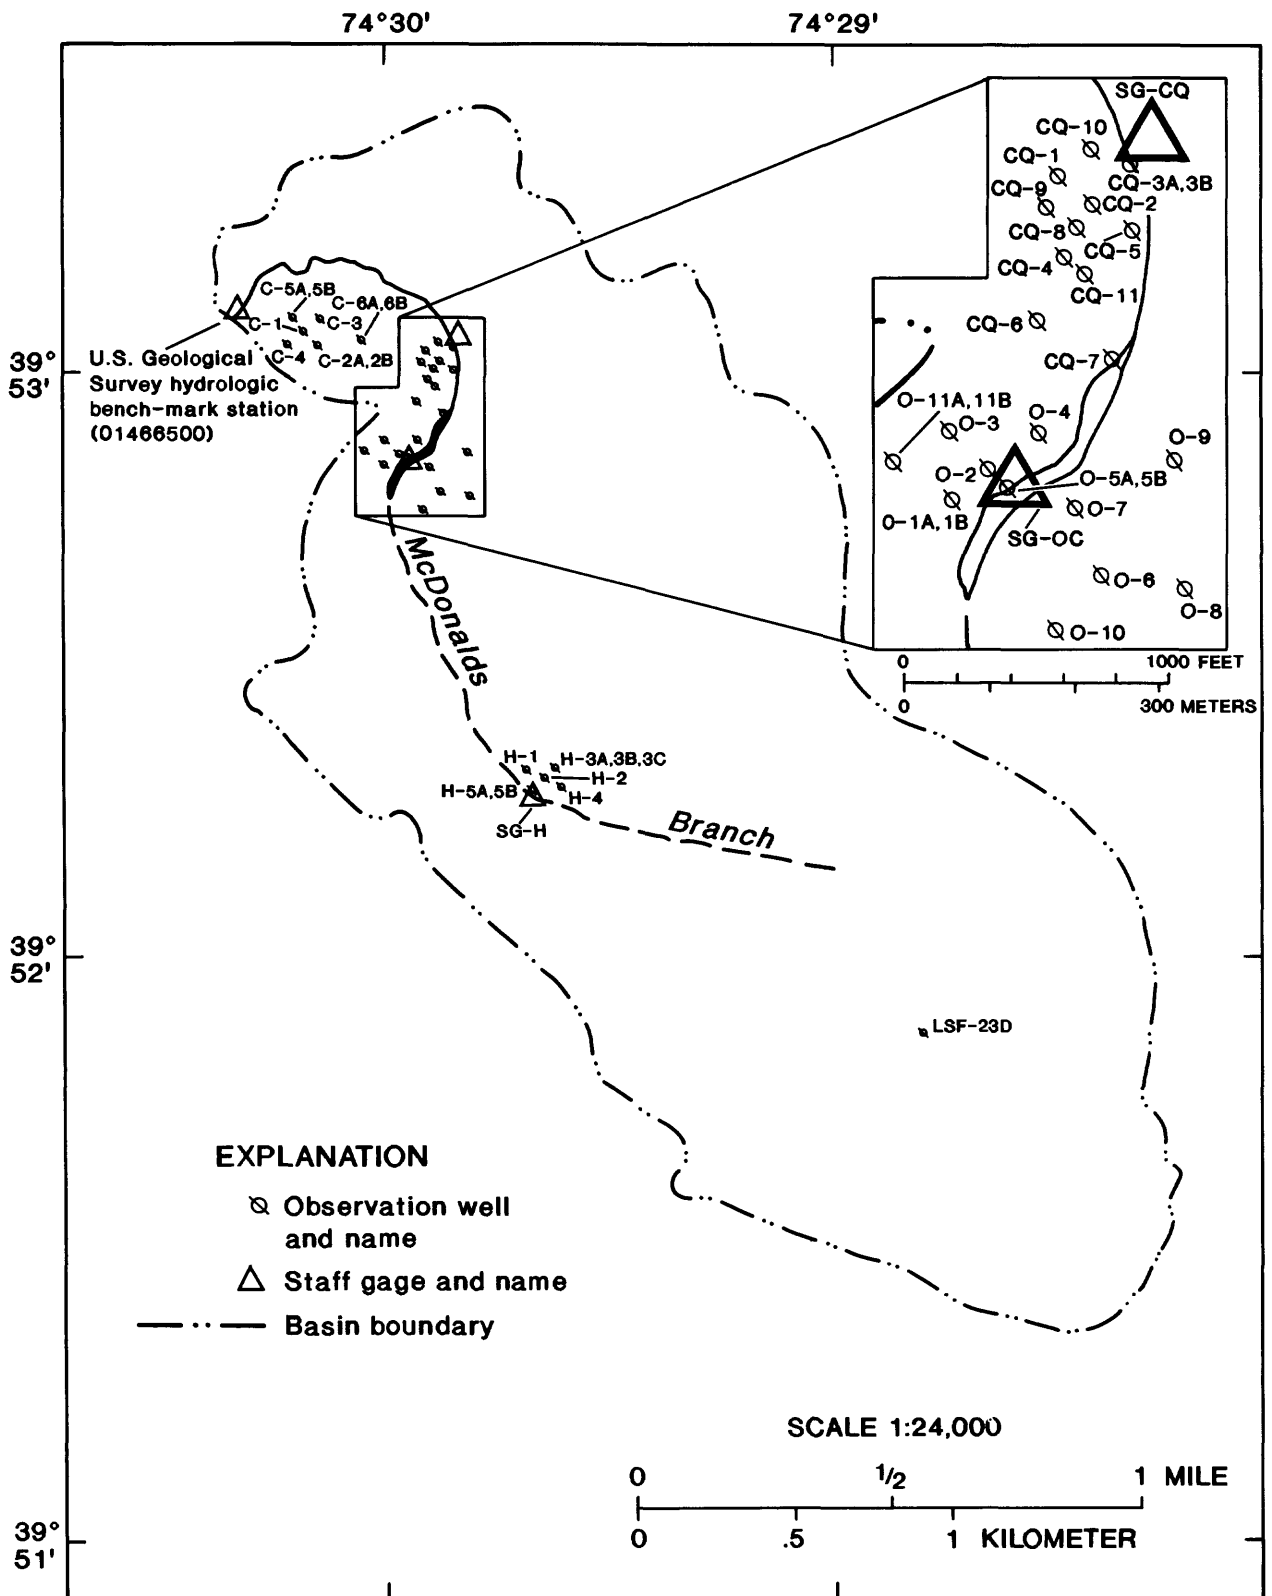 74°30'
74°29'
SG-CQ
CQ-10
CQ-1
CQ-3A,3B
CQ-9
CQ-2
CQ-8
CQ-5
CQ-4
CQ-11
CQ-6
CQ-7
C-5A,5B
C-6A,6B
C-1
C-3
C-4
C-2A,2B
U.S. Geological
Survey hydrologic
bench-mark station
(01466500)
39°
53'
O-11A,11B
O-3
O-4
O-9
O-2
O-5A,5B
O-1A,1B
O-7
SG-OC
O-6
O-8
O-10
0 1000 FEET
0 300 METERS
McDonalds
H-1
H-3A,3B,3C
H-2
H-5A,5B
H-4
SG-H
Branch
39°
52'
LSF-23D
EXPLANATION
Observation well
and name
Staff gage and name
Basin boundary
SCALE 1:24,000
0 1/2 1 MILE
0 .5 1 KILOMETER
39°
51'